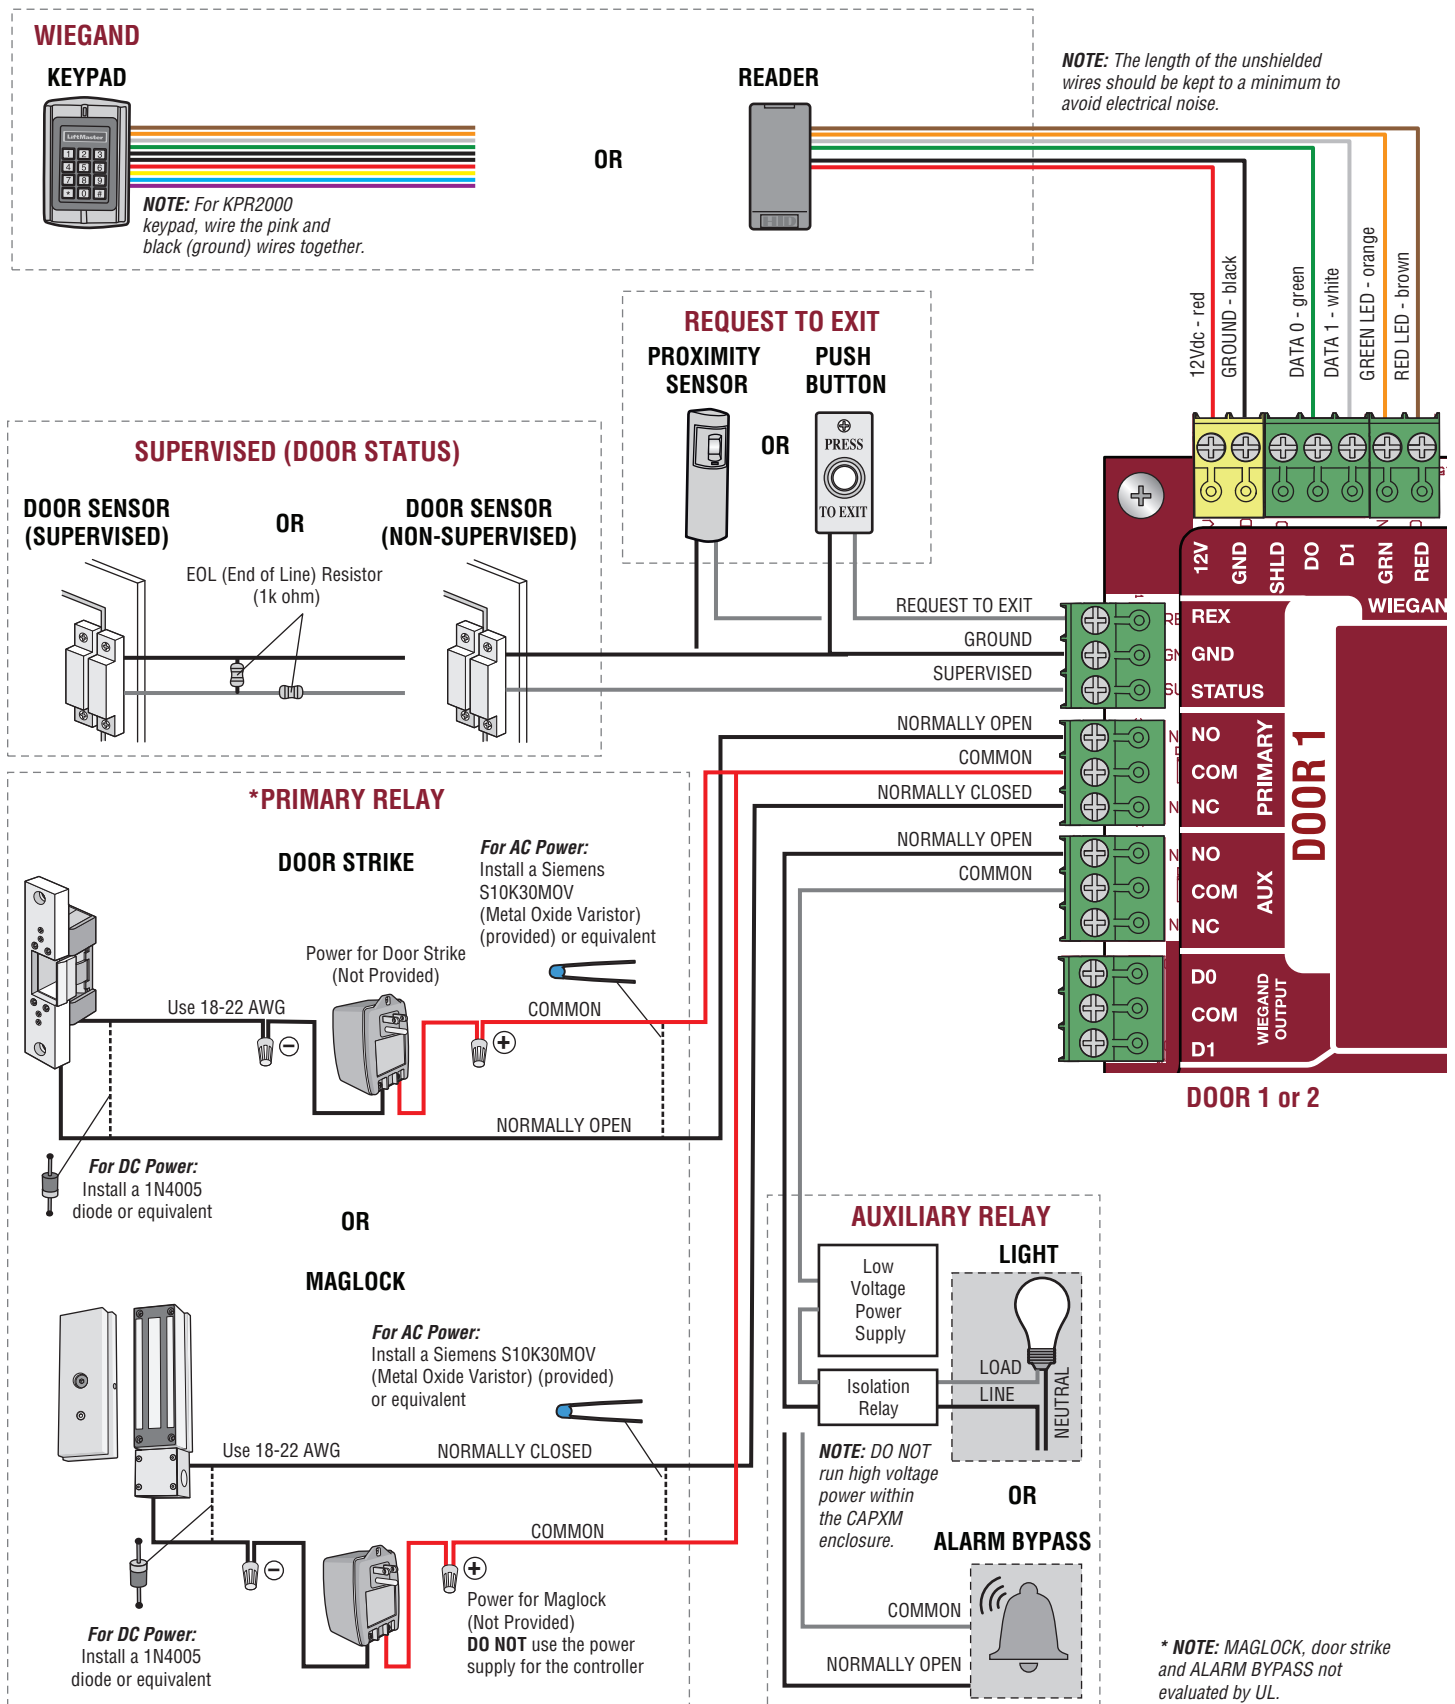 WIEGAND
KEYPAD
LiftMaster
1 2 3
4 5 6
7 8 9
* 0 #
NOTE: For KPR2000
keypad, wire the pink and
black (ground) wires together.
OR
READER
HID
NOTE: The length of the unshielded
wires should be kept to a minimum to
avoid electrical noise.
12Vdc - red
GROUND - black
DATA 0 - green
DATA 1 - white
GREEN LED - orange
RED LED - brown
REQUEST TO EXIT
PROXIMITY
SENSOR
OR
PUSH
BUTTON
PRESS
TO EXIT
SUPERVISED (DOOR STATUS)
DOOR SENSOR
(SUPERVISED)
OR
DOOR SENSOR
(NON-SUPERVISED)
EOL (End of Line) Resistor
(1k ohm)
REQUEST TO EXIT
GROUND
SUPERVISED
NORMALLY OPEN
COMMON
NORMALLY CLOSED
NORMALLY OPEN
COMMON
12V
GND
SHLD
DO
D1
GRN
RED
WIEGAN
REX
GND
STATUS
NO
COM
NC
PRIMARY
NO
COM
NC
AUX
D0
COM
D1
WIEGAND
OUTPUT
DOOR 1
DOOR 1 or 2
*PRIMARY RELAY
DOOR STRIKE
For AC Power:
Install a Siemens
S10K30MOV
(Metal Oxide Varistor)
(provided) or equivalent
Power for Door Strike
(Not Provided)
Use 18-22 AWG
−
+
COMMON
NORMALLY OPEN
For DC Power:
Install a 1N4005
diode or equivalent
OR
MAGLOCK
For AC Power:
Install a Siemens S10K30MOV
(Metal Oxide Varistor) (provided)
or equivalent
Use 18-22 AWG
NORMALLY CLOSED
COMMON
−
+
Power for Maglock
(Not Provided)
DO NOT use the power
supply for the controller
For DC Power:
Install a 1N4005
diode or equivalent
AUXILIARY RELAY
LIGHT
Low
Voltage
Power
Supply
Isolation
Relay
LOAD
LINE
NEUTRAL
NOTE: DO NOT
run high voltage
power within
the CAPXM
enclosure.
OR
ALARM BYPASS
COMMON
NORMALLY OPEN
* NOTE: MAGLOCK, door strike
and ALARM BYPASS not
evaluated by UL.